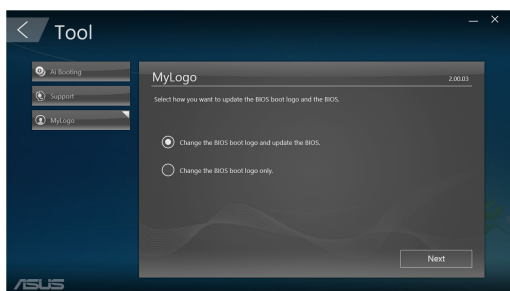 Tool
Ai Booting
Support
MyLogo
MyLogo
2.00.03
Select how you want to update the BIOS boot logo and the BIOS.
Change the BIOS boot logo and update the BIOS.
Change the BIOS boot logo only.
Next
ASUS